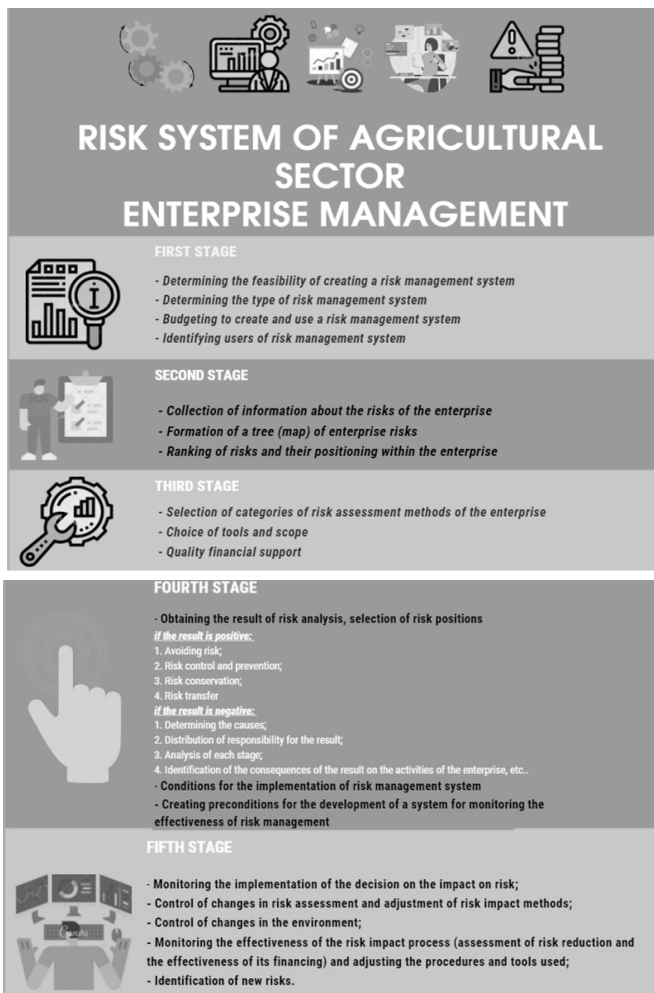 RISK SYSTEM OF AGRICULTURAL
SECTOR
ENTERPRISE MANAGEMENT
FIRST STAGE
- Determining the feasibility of creating a risk management system
- Determining the type of risk management system
- Budgeting to create and use a risk management system
- Identifying users of risk management system
SECOND STAGE
- Collection of information about the risks of the enterprise
- Formation of a tree (map) of enterprise risks
- Ranking of risks and their positioning within the enterprise
THIRD STAGE
- Selection of categories of risk assessment methods of the enterprise
- Choice of tools and scope
- Quality financial support
FOURTH STAGE
- Obtaining the result of risk analysis, selection of risk positions
if the result is positive:
1. Avoiding risk;
2. Risk control and prevention;
3. Risk conservation;
4. Risk transfer
if the result is negative:
1. Determining the causes;
2. Distribution of responsibility for the result;
3. Analysis of each stage;
4. Identification of the consequences of the result on the activities of the enterprise, etc..
- Conditions for the implementation of risk management system
- Creating preconditions for the development of a system for monitoring the
effectiveness of risk management
FIFTH STAGE
- Monitoring the implementation of the decision on the impact on risk;
- Control of changes in risk assessment and adjustment of risk impact methods;
- Control of changes in the environment;
- Monitoring the effectiveness of the risk impact process (assessment of risk reduction and
the effectiveness of its financing) and adjusting the procedures and tools used;
- Identification of new risks.